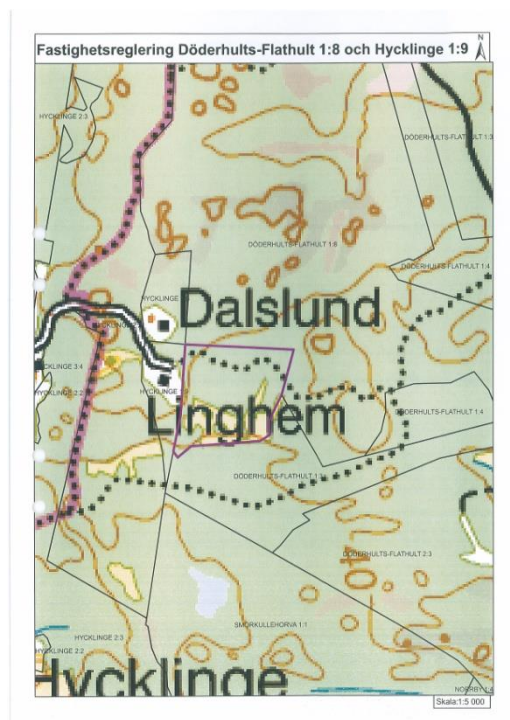 Fastighetsreglering Döderhults-Flathult 1:8 och Hycklinge 1:9
N
HYCKLINGE 2:3
DÖDERHULTS-FLATHULT 1:3
DÖDERHULTS-FLATHULT 1:8
DÖDERHULTS-FLATHULT 1:4
HYCKLINGE
Dalslund
HYCKLINGE 3:4
HYCKLINGE 2:2
HYCKLINGE
Linghem
DÖDERHULTS-FLATHULT 1:4
DÖDERHULTS-FLATHULT
DÖDERHULTS-FLATHULT 2:3
40
SMÖRKULLEHORVA 1:1
HYCKLINGE 2:3
HYCKLINGE 2:2
Hycklinge
NORRBY 1:4
Skala:1:5 000